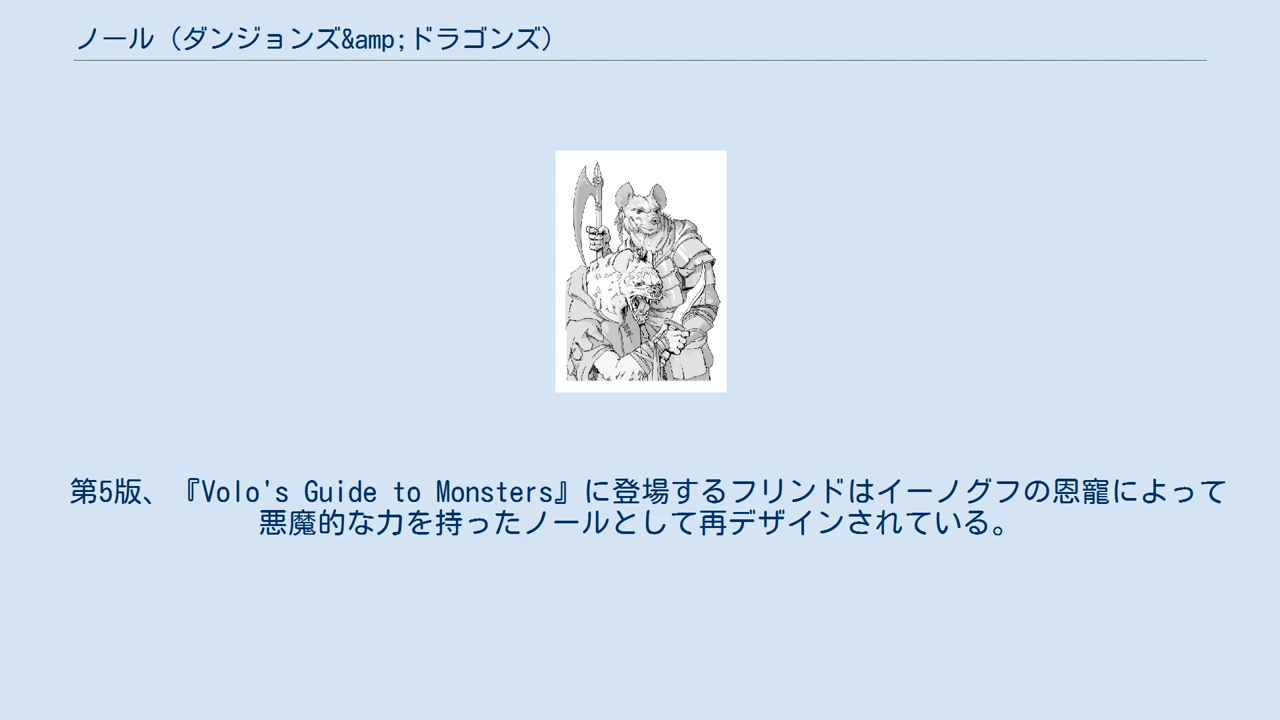 ノール（ダンジョンズ&amp;ドラゴンズ）
第5版、『Volo's Guide to Monsters』に登場するフリンドはイーノグフの恩寵によって
悪魔的な力を持ったノールとして再デザインされている。